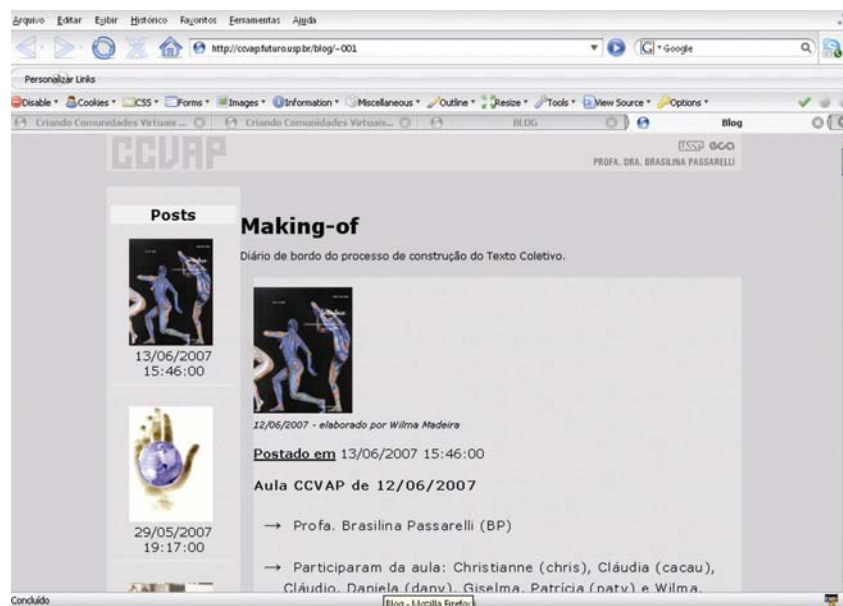 Arquivo Editar Exibir Histórico Favoritos Ferramentas Ajuda
http://ccvap.futuro.usp.br/blog/~001
Google
Personalizar Links
Disable Cookies CSS Forms Images Information Miscellaneous Outline Resize Tools View Source Options
Criando Comunidades Virtuais ... Criando Comunidades Virtuais... BLOG Blog
CCVAP
PROFA. DRA. BRASILINA PASSARELLI
Posts
13/06/2007
15:46:00
29/05/2007
19:17:00
Making-of
Diário de bordo do processo de construção do Texto Coletivo.
12/06/2007 - elaborado por Wilma Madeira
Postado em 13/06/2007 15:46:00
Aula CCVAP de 12/06/2007
→ Profa. Brasilina Passarelli (BP)
→ Participaram da aula: Christianne (chris), Cláudia (cacau),
Cláudio, Daniela (dany), Giselma, Patrícia (paty) e Wilma.
Concluído
Blog - Mozilla Firefox